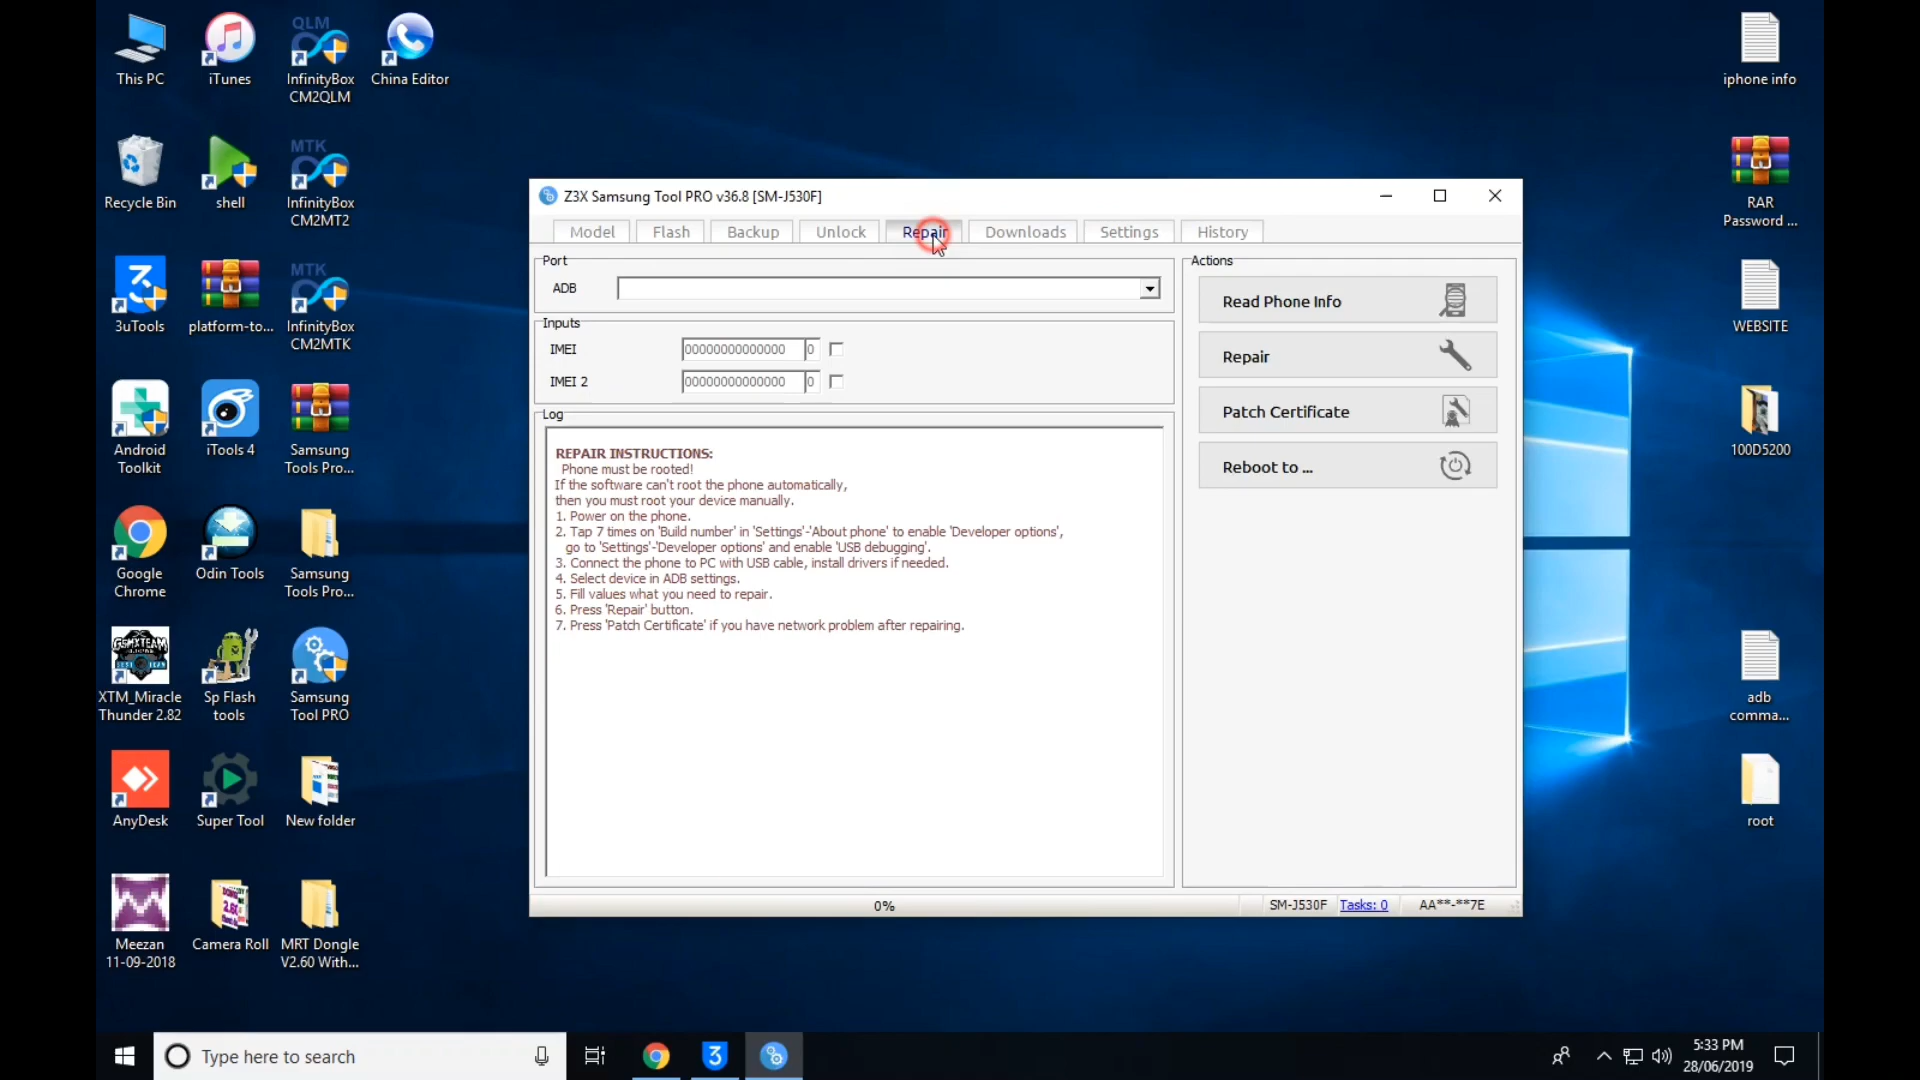 This PC
iTunes
QLM
InfinityBox
CM2QLM
China Editor
Recycle Bin
shell
MTK
InfinityBox
CM2MT2
3uTools
platform-to...
MTK
InfinityBox
CM2MTK
Android
Toolkit
iTools 4
Samsung
Tools Pro...
Google
Chrome
Odin Tools
Samsung
Tools Pro...
XTM_Miracle
Thunder 2.82
Sp Flash
tools
Samsung
Tool PRO
AnyDesk
Super Tool
New folder
Meezan
11-09-2018
Camera Roll
MRT Dongle
V2.60 With...
Z3X Samsung Tool PRO v36.8 [SM-J530F]
Model
Flash
Backup
Unlock
Repair
Downloads
Settings
History
Port
ADB
Inputs
IMEI
00000000000000
0
IMEI 2
00000000000000
0
Log
REPAIR INSTRUCTIONS:
Phone must be rooted!
If the software can't root the phone automatically,
then you must root your device manually.
1. Power on the phone.
2. Tap 7 times on 'Build number' in 'Settings'-'About phone' to enable 'Developer options',
go to 'Settings'-'Developer options' and enable 'USB debugging'.
3. Connect the phone to PC with USB cable, install drivers if needed.
4. Select device in ADB settings.
5. Fill values what you need to repair.
6. Press 'Repair' button.
7. Press 'Patch Certificate' if you have network problem after repairing.
Actions
Read Phone Info
Repair
Patch Certificate
Reboot to ...
0%
SM-J530F
Tasks: 0
AA**-**7E
iphone info
RAR
Password ...
WEBSITE
100D5200
adb
comma...
root
Type here to search
5:33 PM
28/06/2019